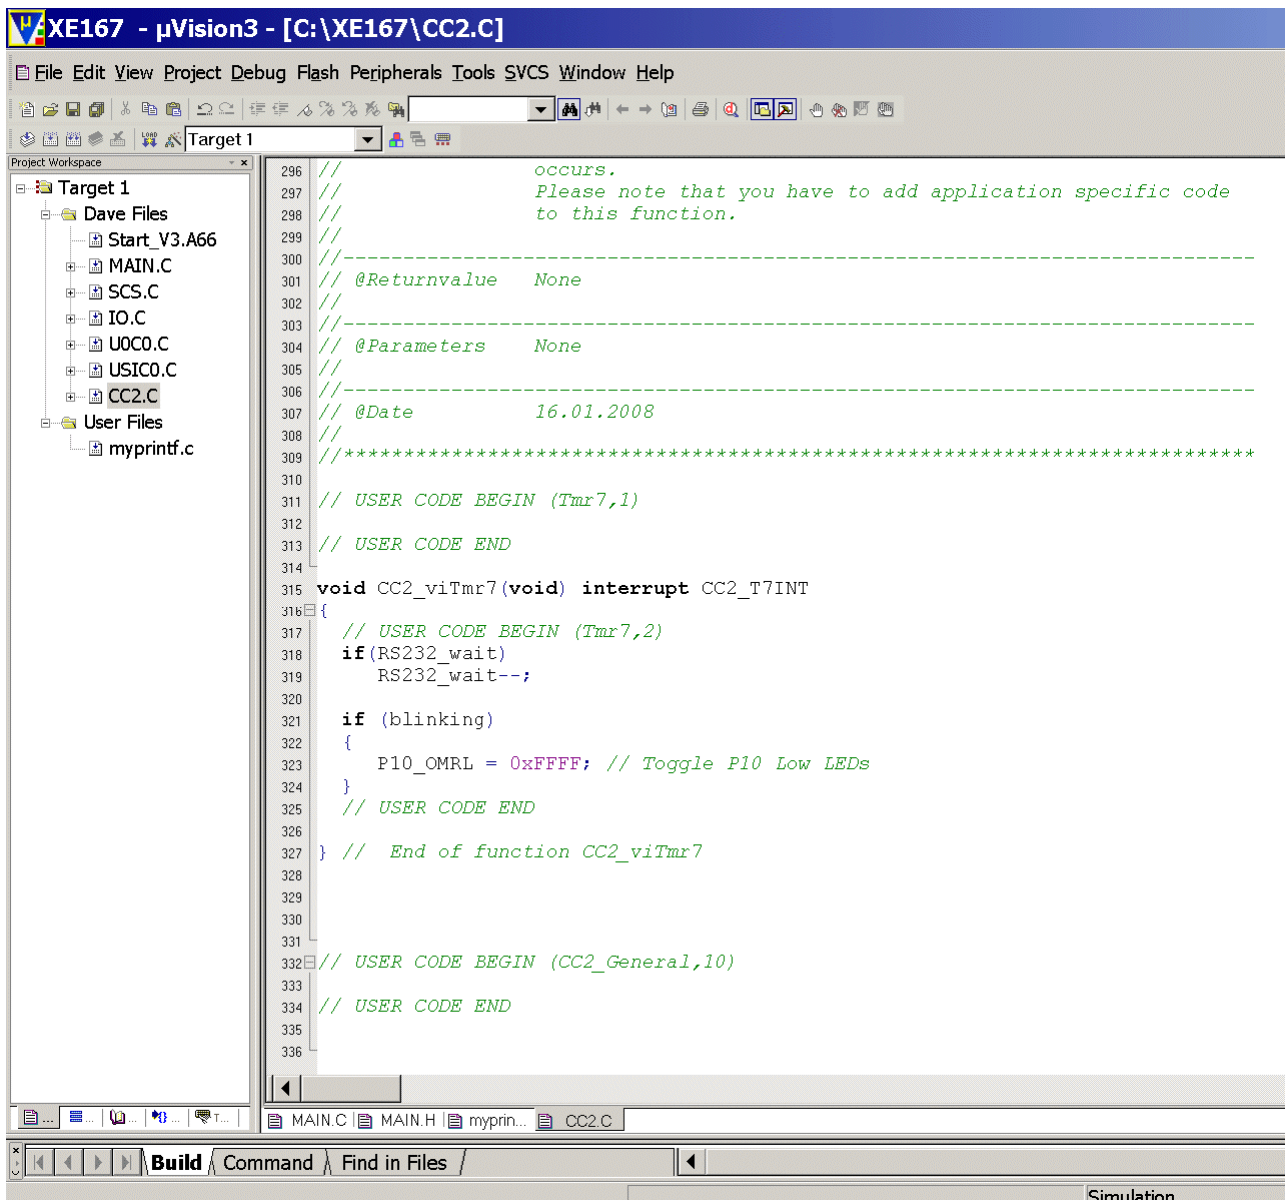 XE167 - µVision3 - [C:\XE167\CC2.C]
File Edit View Project Debug Flash Peripherals Tools SVCS Window Help
LOAD
Target 1
Project Workspace
Target 1
Dave Files
Start_V3.A66
MAIN.C
SCS.C
IO.C
U0C0.C
USIC0.C
CC2.C
User Files
myprintf.c
296 // occurs.
297 // Please note that you have to add application specific code
298 // to this function.
299 //
300 //----------------------------------------------------------------------------
301 // @Returnvalue None
302 //
303 //----------------------------------------------------------------------------
304 // @Parameters None
305 //
306 //----------------------------------------------------------------------------
307 // @Date 16.01.2008
308 //
309 //****************************************************************************
310
311 // USER CODE BEGIN (Tmr7,1)
312
313 // USER CODE END
314
315 void CC2_viTmr7(void) interrupt CC2_T7INT
316 {
317 // USER CODE BEGIN (Tmr7,2)
318 if(RS232_wait)
319 RS232_wait--;
320
321 if (blinking)
322 {
323 P10_OMRL = 0xFFFF; // Toggle P10 Low LEDs
324 }
325 // USER CODE END
326
327 } // End of function CC2_viTmr7
328
329
330
331
332 // USER CODE BEGIN (CC2_General,10)
333
334 // USER CODE END
335
336
... ... ... ... T...
MAIN.C MAIN.H myprin... CC2.C
Build Command Find in Files
Simulation